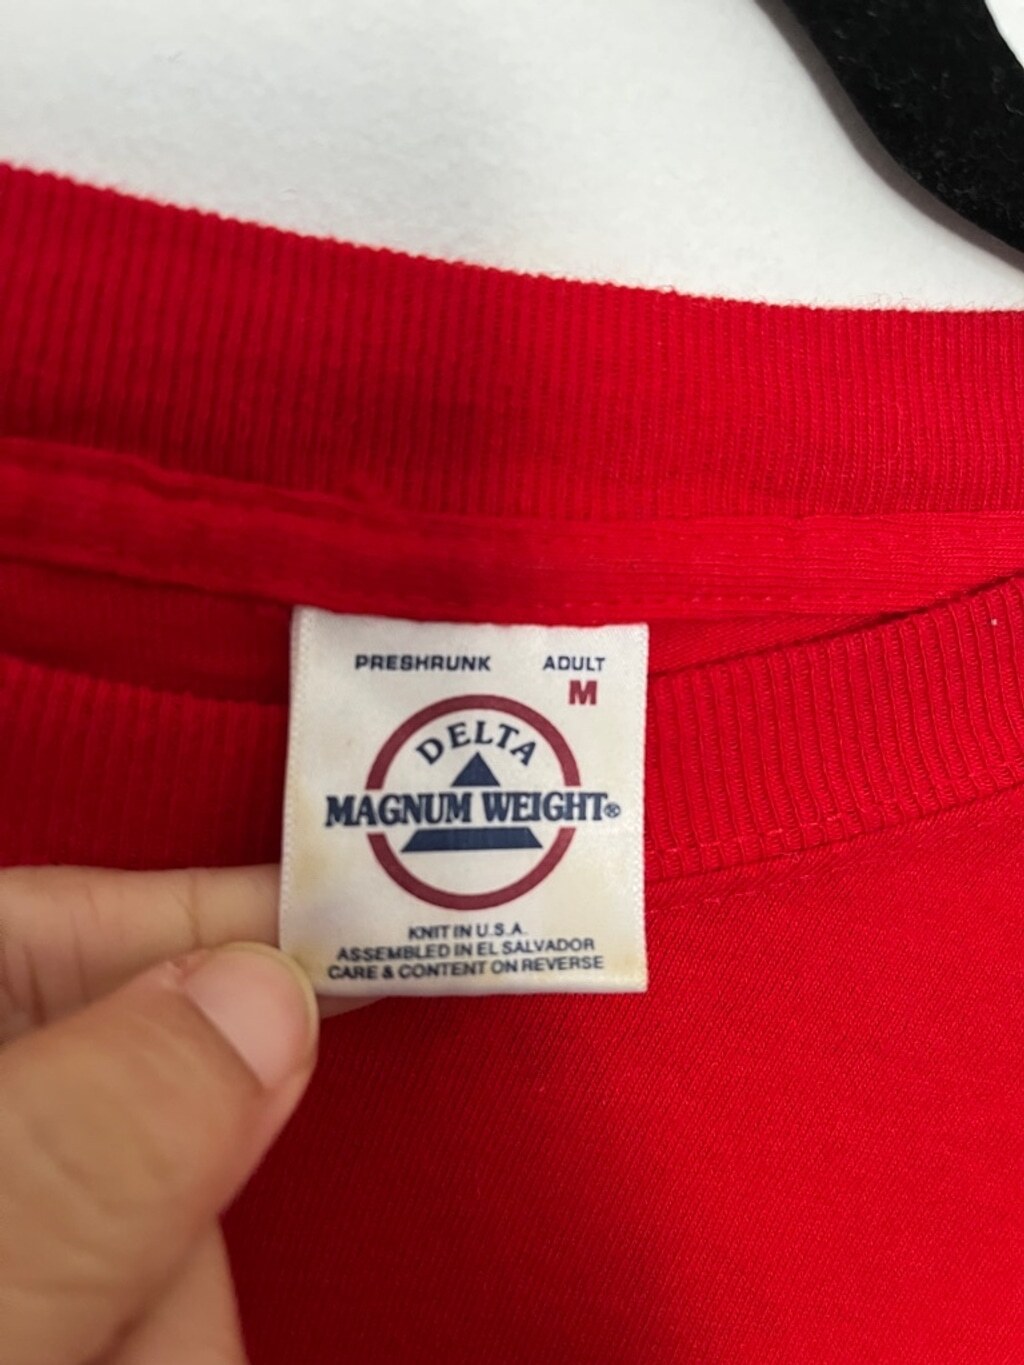 PRESHRUNK ADULT
M
DELTA
MAGNUM WEIGHT®
KNIT IN U.S.A.
ASSEMBLED IN EL SALVADOR
CARE & CONTENT ON REVERSE